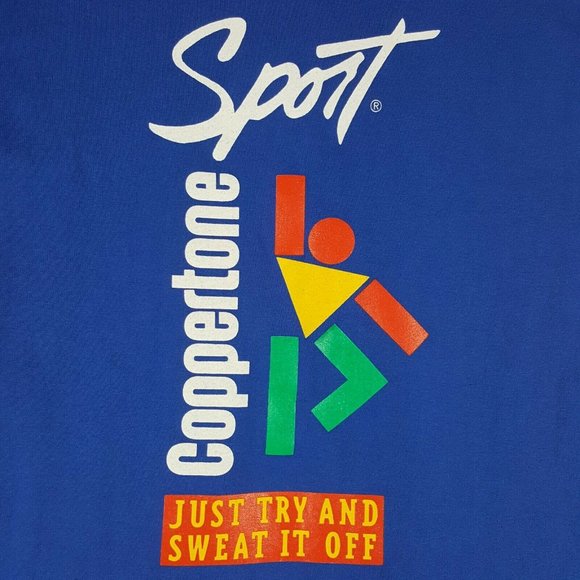 Sport®
Coppertone
JUST TRY AND
SWEAT IT OFF